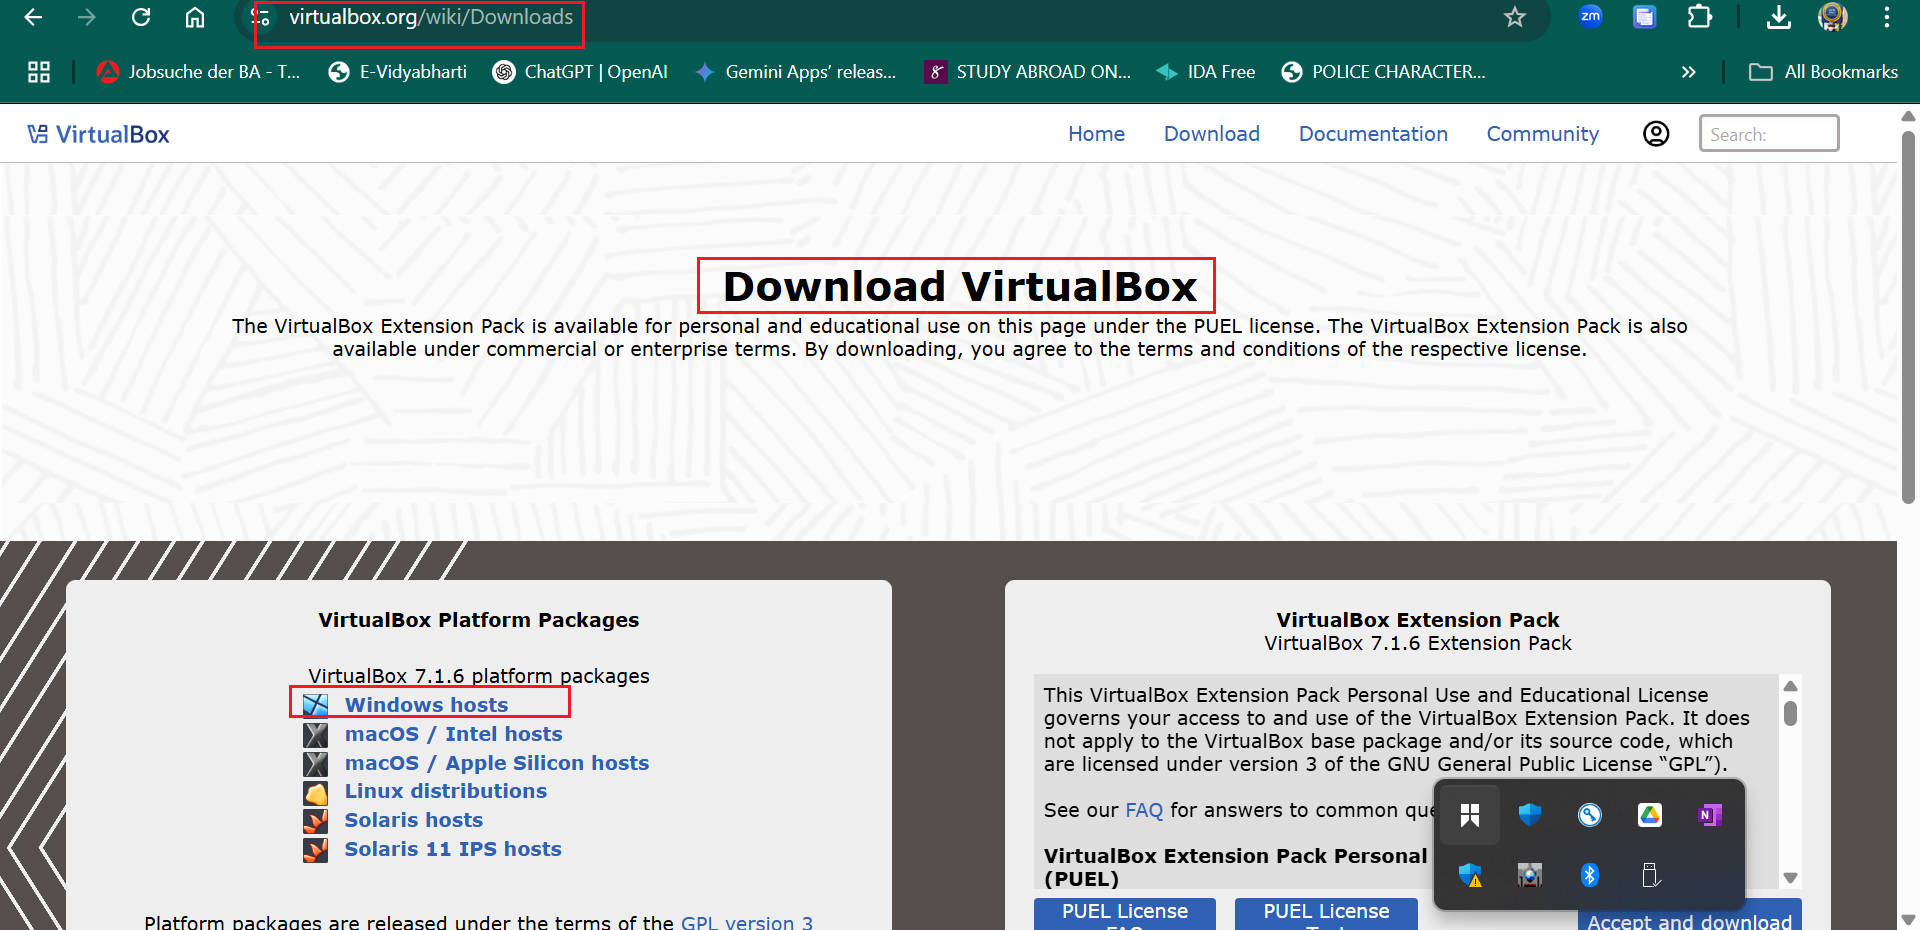 virtualbox.org/wiki/Downloads
zm
Jobsuche der BA - T...
E-Vidyabharti
ChatGPT | OpenAI
Gemini Apps’ releas...
STUDY ABROAD ON...
IDA Free
POLICE CHARACTER...
All Bookmarks
VirtualBox
Home
Download
Documentation
Community
Search:
Download VirtualBox
The VirtualBox Extension Pack is available for personal and educational use on this page under the PUEL license. The VirtualBox Extension Pack is also
available under commercial or enterprise terms. By downloading, you agree to the terms and conditions of the respective license.
VirtualBox Platform Packages
VirtualBox 7.1.6 platform packages
Windows hosts
macOS / Intel hosts
macOS / Apple Silicon hosts
Linux distributions
Solaris hosts
Solaris 11 IPS hosts
Platform packages are released under the terms of the GPL version 3
VirtualBox Extension Pack
VirtualBox 7.1.6 Extension Pack
This VirtualBox Extension Pack Personal Use and Educational License
governs your access to and use of the VirtualBox Extension Pack. It does
not apply to the VirtualBox base package and/or its source code, which
are licensed under version 3 of the GNU General Public License “GPL”).
See our FAQ for answers to common que
VirtualBox Extension Pack Personal
(PUEL)
N
PUEL License
PUEL License
Accept and download